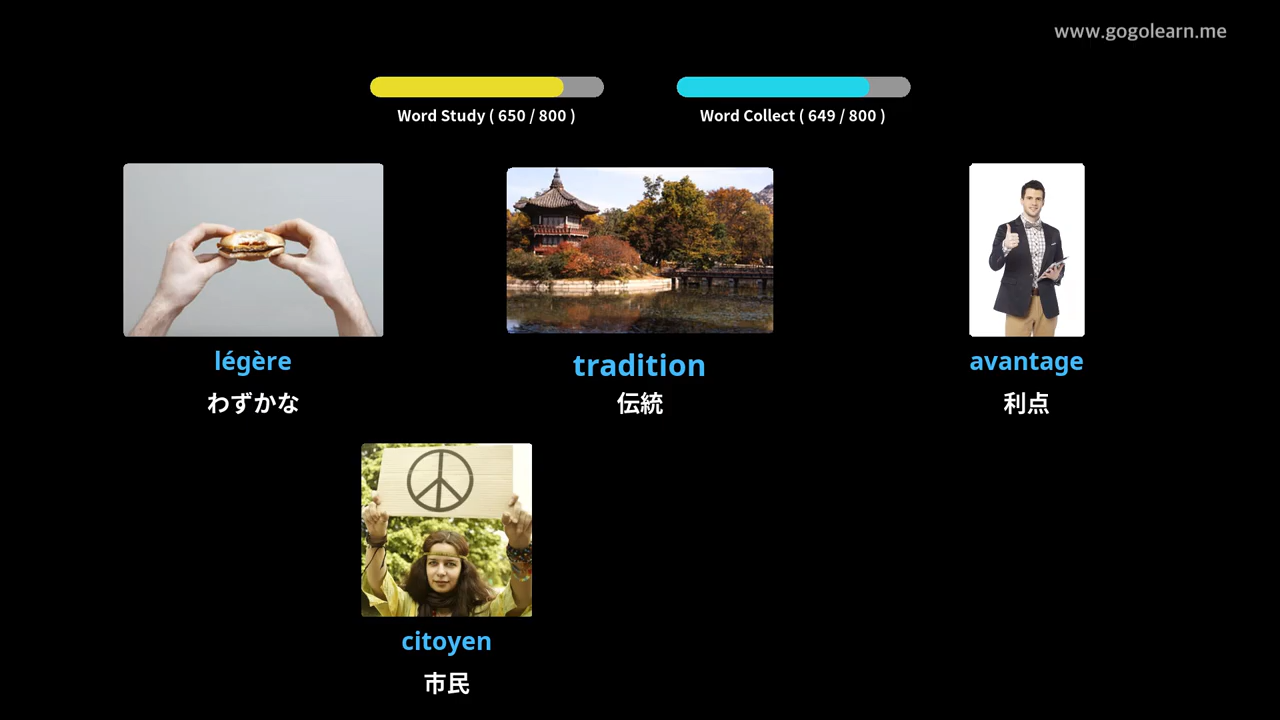 www.gogolearn.me
Word Study ( 650 / 800 )
Word Collect ( 649 / 800 )
légère
わずかな
tradition
伝統
avantage
利点
citoyen
市民